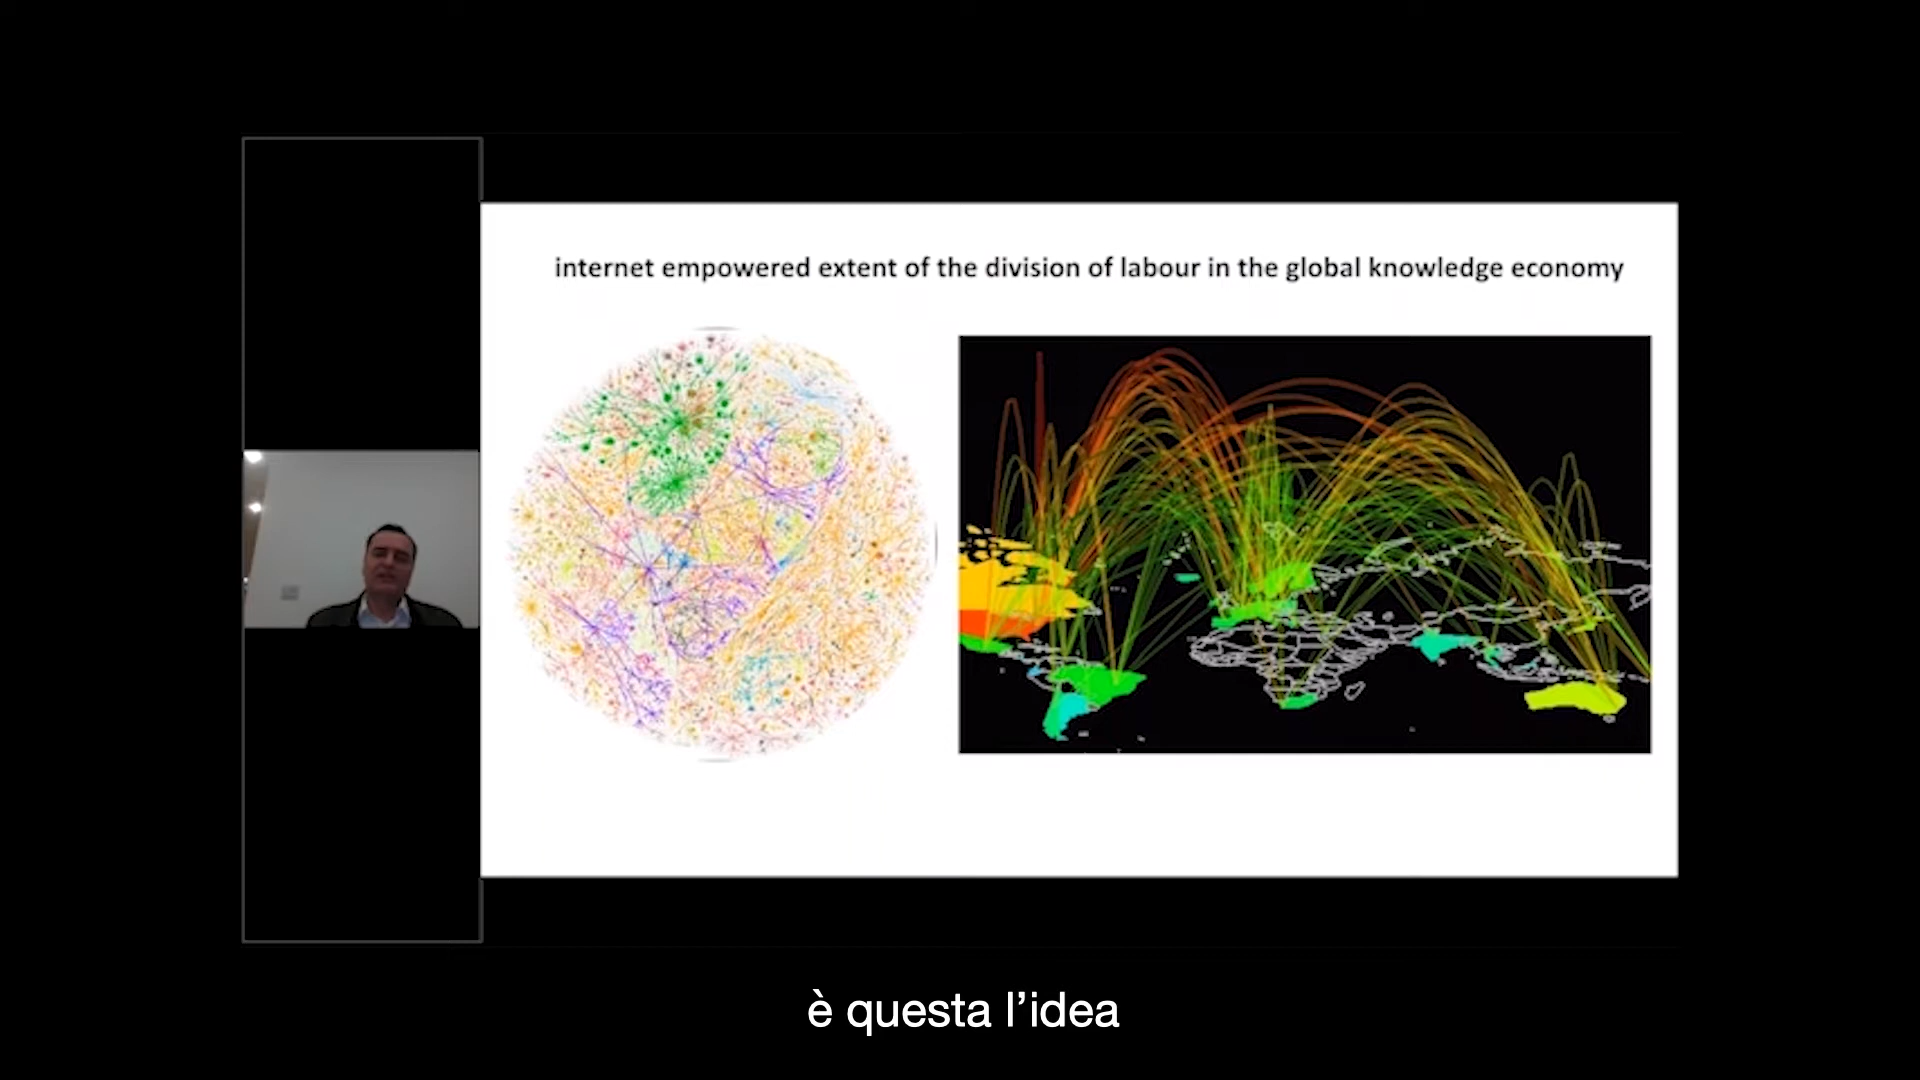 internet empowered extent of the division of labour in the global knowledge economy
è questa l’idea